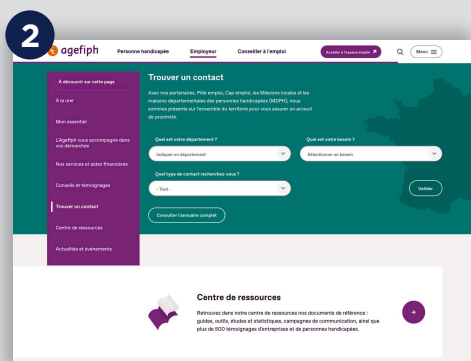 2
agefiph
Personne handicapée
Employeur
Conseiller à l'emploi
Accéder à l'espace emploi
Menu
À découvrir sur cette page
À la une
Mon essentiel
L'Agefiph vous accompagne dans
vos démarches
Nos services et aides financières
Conseils et témoignages
Trouver un contact
Centre de ressources
Actualités et événements
Trouver un contact
Avec nos partenaires, Pôle emploi, Cap emploi, les Missions locales et les
maisons départementales des personnes handicapées (MDPH), nous
sommes présents sur l'ensemble du territoire pour vous assurer un accueil
de proximité.
Quel est votre département ?
Quel est votre besoin ?
Indiquer un département
Sélectionner un besoin
Quel type de contact recherchez-vous ?
- Tout -
Valider
Consulter l'annuaire complet
Centre de ressources
Retrouvez dans notre centre de ressources nos documents de référence :
guides, outils, études et statistiques, campagnes de communication, ainsi que
plus de 500 témoignages d'entreprises et de personnes handicapées.